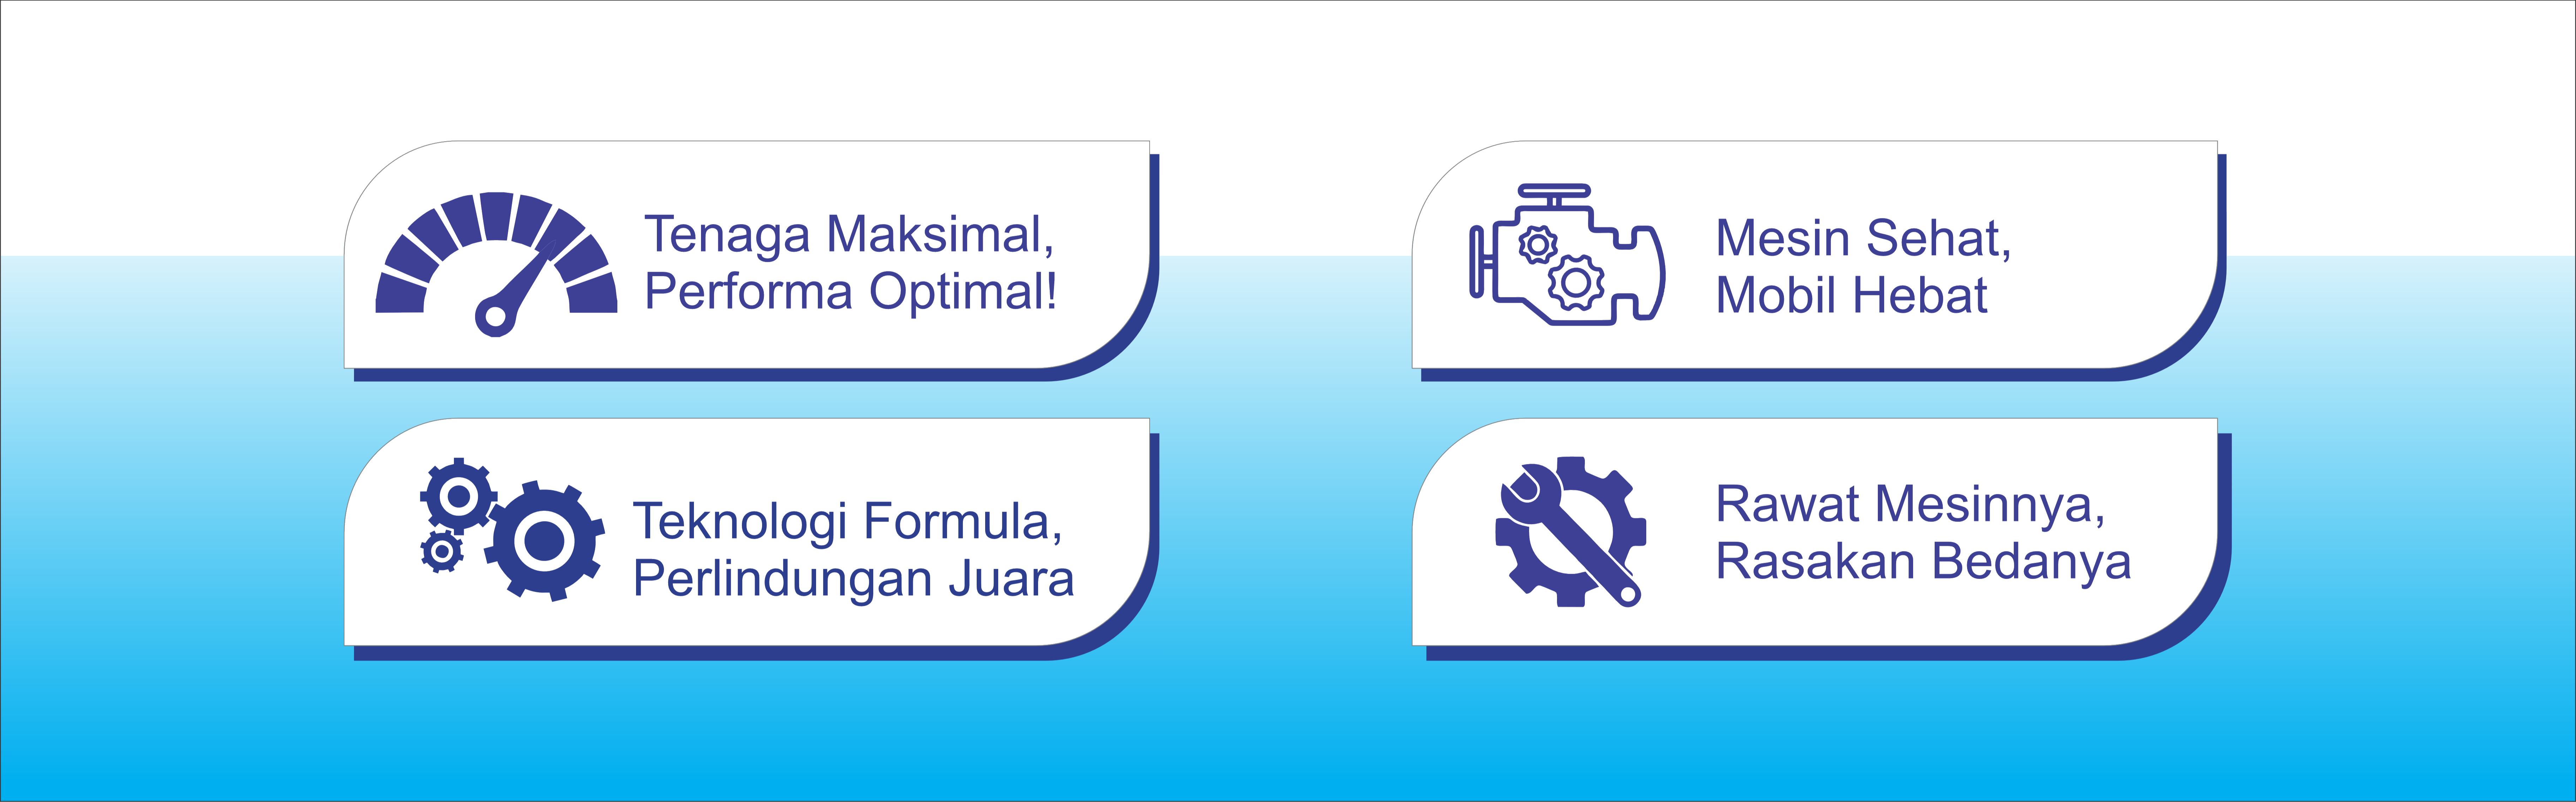 Tenaga Maksimal,
Performa Optimal!
Mesin Sehat,
Mobil Hebat
Teknologi Formula,
Perlindungan Juara
Rawat Mesinnya,
Rasakan Bedanya